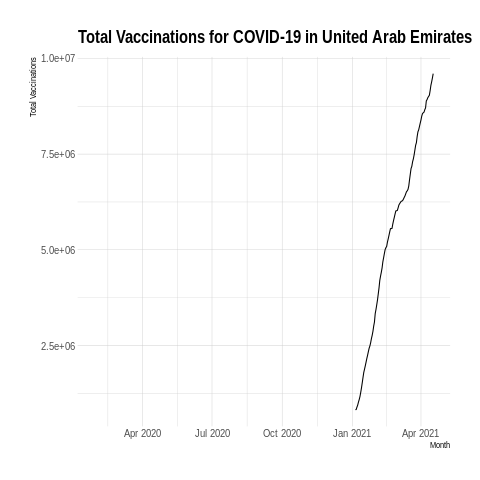 Total Vaccinations for COVID-19 in United Arab Emirates
Total Vaccinations
1.0e+07
7.5e+06
5.0e+06
2.5e+06
Apr 2020 Jul 2020 Oct 2020 Jan 2021 Apr 2021
Month